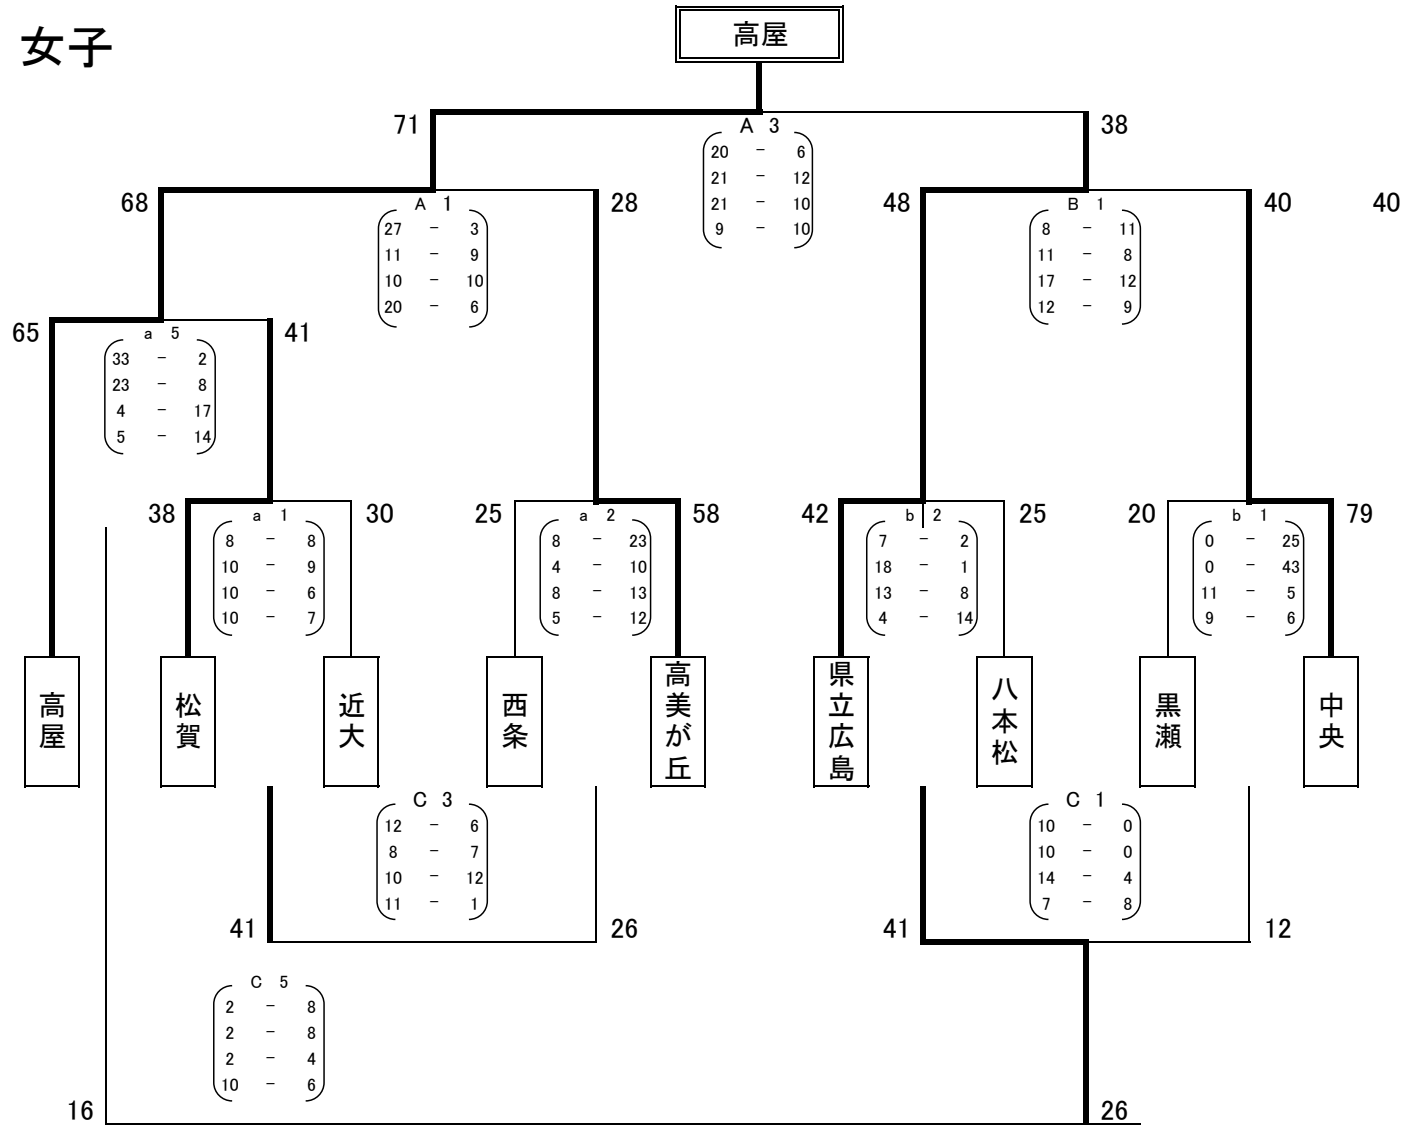 女子
高屋
71 38
A 3
20 - 6
21 - 12
21 - 10
9 - 10
68 28
A 1
27 - 3
11 - 9
10 - 10
20 - 6
48 40 40
B 1
8 - 11
11 - 8
17 - 12
12 - 9
65 41
a 5
33 - 2
23 - 8
4 - 17
5 - 14
38 30
a 1
8 - 8
10 - 9
10 - 6
10 - 7
25 58
a 2
8 - 23
4 - 10
8 - 13
5 - 12
42 25
b 2
7 - 2
18 - 1
13 - 8
4 - 14
20 79
b 1
0 - 25
0 - 43
11 - 5
9 - 6
高屋
松賀
近大
西条
高美が丘
県立広島
八本松
黒瀬
中央
C 3
12 - 6
8 - 7
10 - 12
11 - 1
41 26
C 1
10 - 0
10 - 0
14 - 4
7 - 8
41 12
C 5
2 - 8
2 - 8
2 - 4
10 - 6
16 26